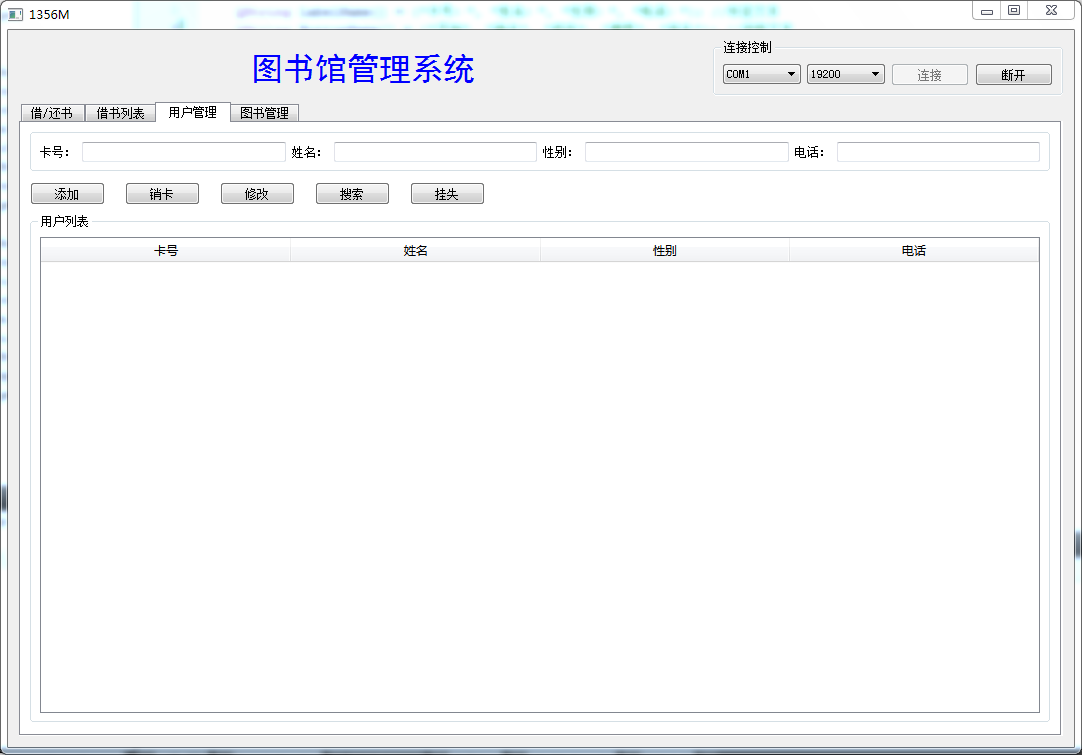 1356M
图书馆管理系统
连接控制
COM1 19200 连接 断开
借/还书 借书列表 用户管理 图书管理
卡号： 姓名： 性别： 电话：
添加 销卡 修改 搜索 挂失
用户列表
卡号 姓名 性别 电话